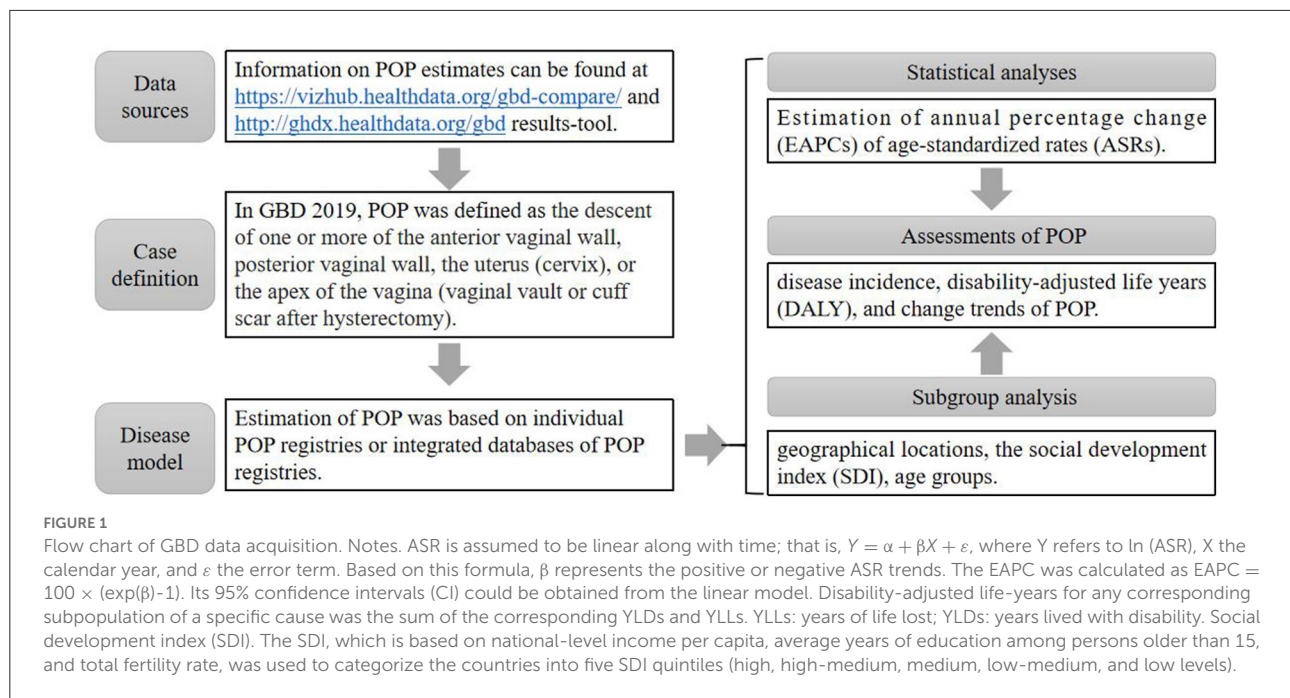 Data
sources
Information on POP estimates can be found at
https://vizhub.healthdata.org/gbd-compare/ and
http://ghdx.healthdata.org/gbd results-tool.
Case
definition
In GBD 2019, POP was defined as the descent
of one or more of the anterior vaginal wall,
posterior vaginal wall, the uterus (cervix), or
the apex of the vagina (vaginal vault or cuff
scar after hysterectomy).
Disease
model
Estimation of POP was based on individual
POP registries or integrated databases of POP
registries.
Statistical analyses
Estimation of annual percentage change
(EAPCs) of age-standardized rates (ASRs).
Assessments of POP
disease incidence, disability-adjusted life years
(DALY), and change trends of POP.
Subgroup analysis
geographical locations, the social development
index (SDI), age groups.
FIGURE 1
Flow chart of GBD data acquisition. Notes. ASR is assumed to be linear along with time; that is, Y = α + βX + ε, where Y refers to ln (ASR), X the
calendar year, and ε the error term. Based on this formula, β represents the positive or negative ASR trends. The EAPC was calculated as EAPC =
100 × (exp(β)-1). Its 95% confidence intervals (CI) could be obtained from the linear model. Disability-adjusted life-years for any corresponding
subpopulation of a specific cause was the sum of the corresponding YLDs and YLLs. YLLs: years of life lost; YLDs: years lived with disability. Social
development index (SDI). The SDI, which is based on national-level income per capita, average years of education among persons older than 15,
and total fertility rate, was used to categorize the countries into five SDI quintiles (high, high-medium, medium, low-medium, and low levels).